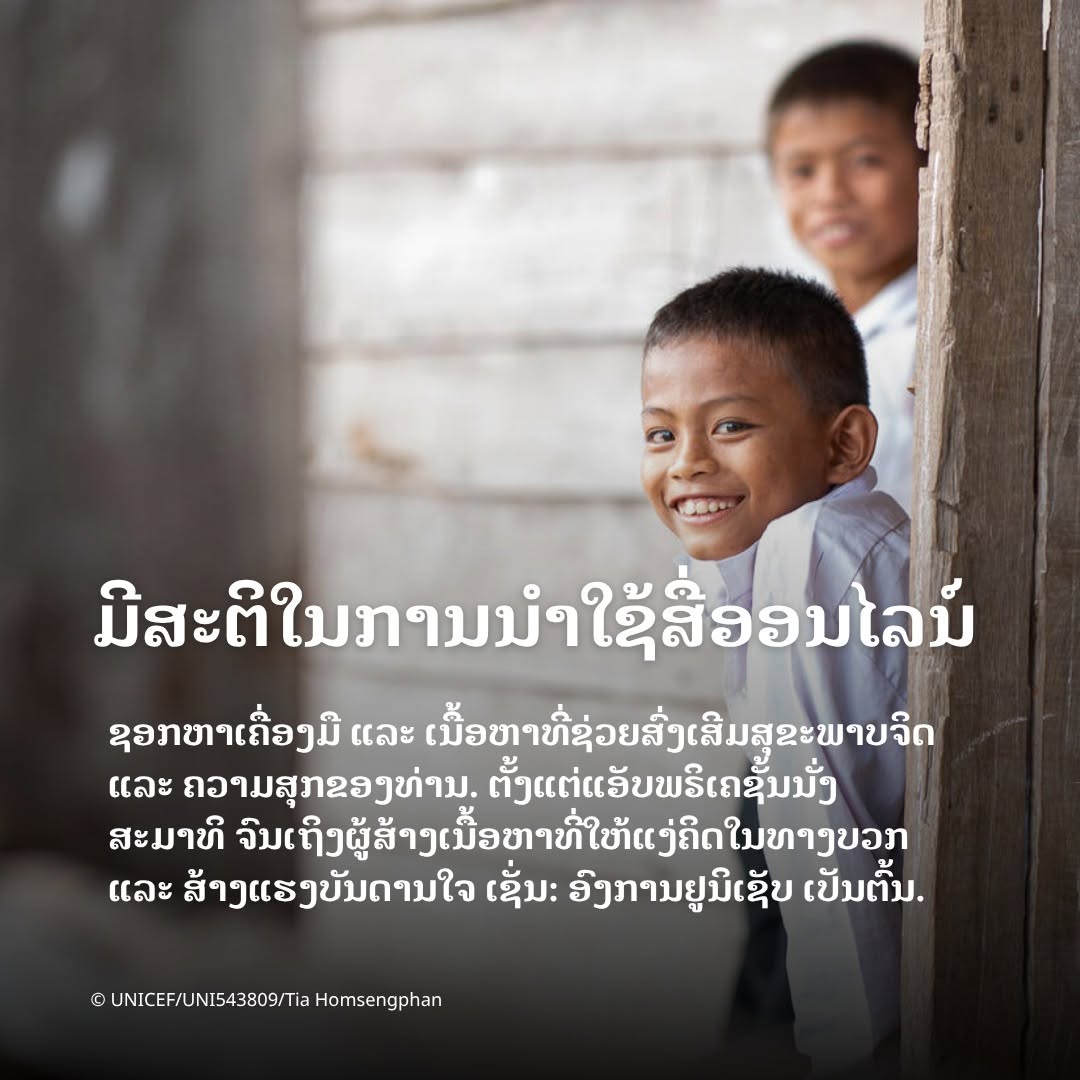 ມີສະຕິໃນການນຳໃຊ້ສື່ອອນໄລນ໌
ຊອກຫາເຄື່ອງມື ແລະ ເນື້ອຫາທີ່ຊ່ວຍສົ່ງເສີມສຸຂະພາບຈິດ
ແລະ ຄວາມສຸກຂອງທ່ານ. ຕັ້ງແຕ່ແອັບພຣິເຄຊັ້ນນັ່ງ
ສະມາທິ ຈົນເຖິງຜູ້ສ້າງເນື້ອຫາທີ່ໃຫ້ແງ່ຄິດໃນທາງບວກ
ແລະ ສ້າງແຮງບັນດານໃຈ ເຊັ່ນ: ອົງການຢູນິເຊັບ ເປັນຕົ້ນ.
© UNICEF/UNI543809/Tia Homsengphan